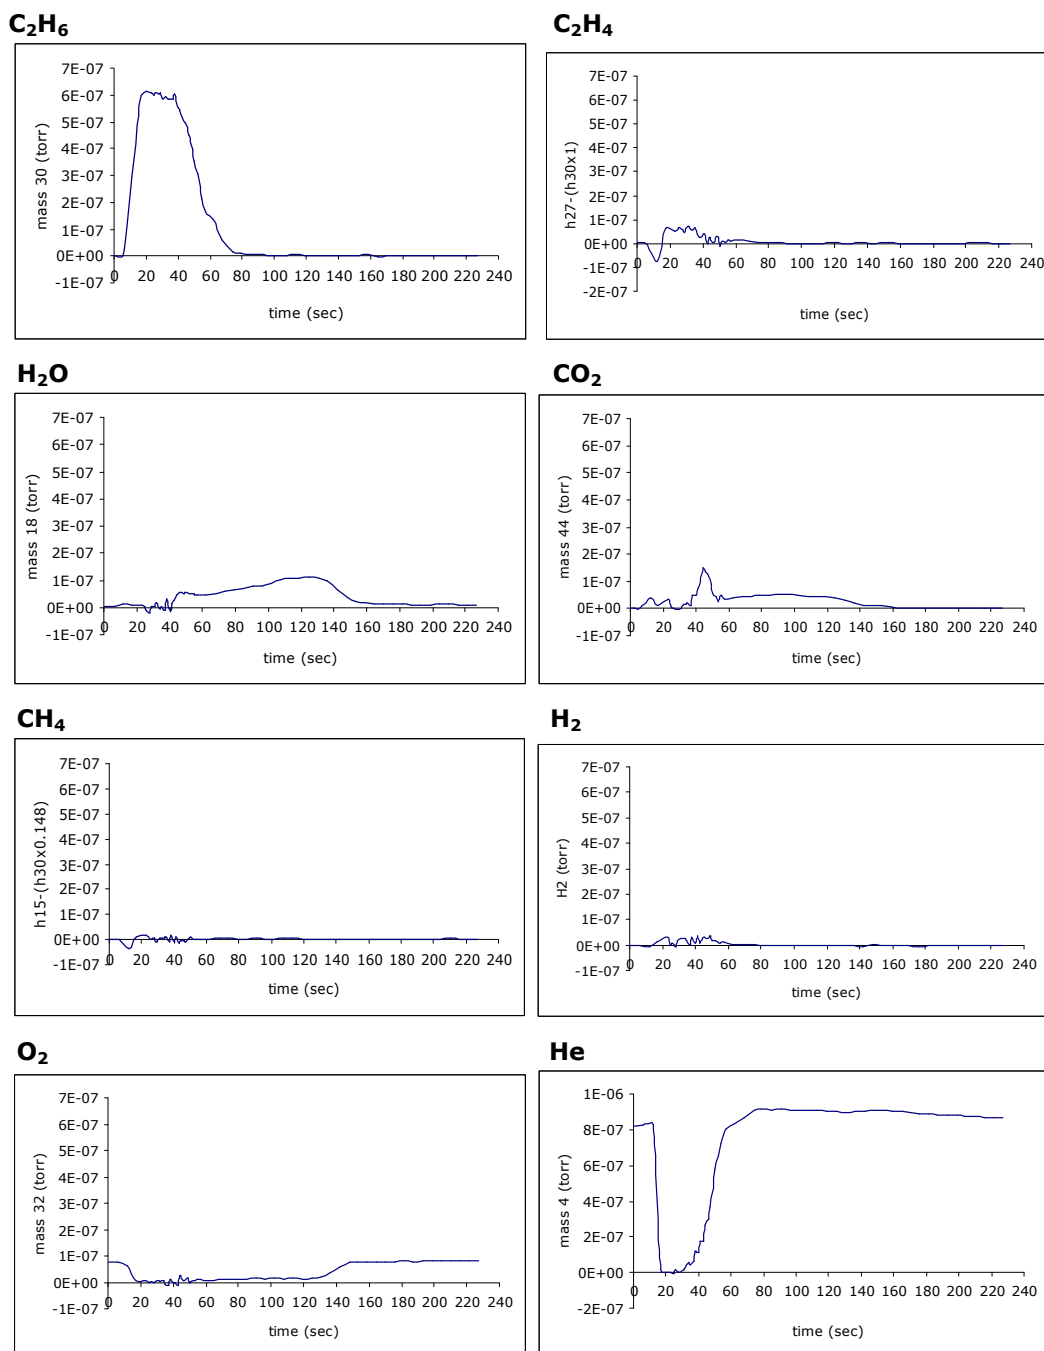 C₂H₆
7E-07
6E-07
5E-07
4E-07
3E-07
2E-07
1E-07
0E+00
-1E-07
0 20 40 60 80 100 120 140 160 180 200 220 240
mass 30 (torr)
time (sec)
C₂H₄
7E-07
6E-07
5E-07
4E-07
3E-07
2E-07
1E-07
0E+00
-1E-07
-2E-07
0 20 40 60 80 100 120 140 160 180 200 220 240
h27-(h30x1)
time (sec)
H₂O
7E-07
6E-07
5E-07
4E-07
3E-07
2E-07
1E-07
0E+00
-1E-07
0 20 40 60 80 100 120 140 160 180 200 220 240
mass 18 (torr)
time (sec)
CO₂
7E-07
6E-07
5E-07
4E-07
3E-07
2E-07
1E-07
0E+00
-1E-07
0 20 40 60 80 100 120 140 160 180 200 220 240
mass 44 (torr)
time (sec)
CH₄
7E-07
6E-07
5E-07
4E-07
3E-07
2E-07
1E-07
0E+00
-1E-07
0 20 40 60 80 100 120 140 160 180 200 220 240
h15-(h30x0.148)
time (sec)
H₂
7E-07
6E-07
5E-07
4E-07
3E-07
2E-07
1E-07
0E+00
-1E-07
0 20 40 60 80 100 120 140 160 180 200 220 240
H2 (torr)
time (sec)
O₂
7E-07
6E-07
5E-07
4E-07
3E-07
2E-07
1E-07
0E+00
-1E-07
0 20 40 60 80 100 120 140 160 180 200 220 240
mass 32 (torr)
time (sec)
He
1E-06
8E-07
6E-07
4E-07
2E-07
0E+00
-2E-07
0 20 40 60 80 100 120 140 160 180 200 220 240
mass 4 (torr)
time (sec)